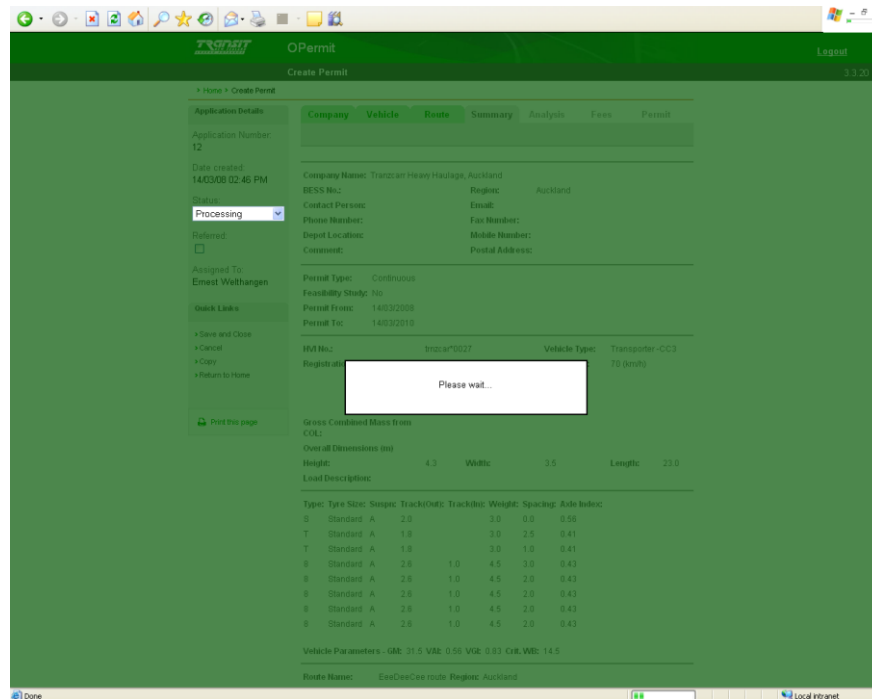 TRANSIT
OPermit
Logout
Create Permit
3.3.20
» Home » Create Permit
Application Details
Company Vehicle Route Summary Analysis Fees Permit
Application Number:
12
Date created:
14/03/08 02:46 PM
Status:
Processing
Referred:
Assigned To:
Ernest Welthangen
Quick Links
» Save and Close
» Cancel
» Copy
» Return to Home
Print this page
Company Name: Tranzcarr Heavy Haulage, Auckland
BESS No.: Region: Auckland
Contact Person: Email:
Phone Number: Fax Number:
Depot Location: Mobile Number:
Comment: Postal Address:
Permit Type: Continuous
Feasibility Study: No
Permit From: 14/03/2009
Permit To: 14/03/2010
HVI No.: trnzcar*0027 Vehicle Type: Transporter -CC3
Registratio 70 (km/h)
Please wait...
Gross Combined Mass from
COL:
Overall Dimensions (m)
Height: 4.3 Width: 3.5 Length: 23.0
Load Description:
Type: Tyre Size: Suspn: Track(Out): Track(In): Weight: Spacing: Axle Index:
S Standard A 2.0 3.0 0.0 0.56
T Standard A 1.9 3.0 2.5 0.41
T Standard A 1.9 3.0 1.0 0.41
8 Standard A 2.8 1.0 4.5 3.0 0.43
8 Standard A 2.8 1.0 4.5 2.0 0.43
8 Standard A 2.8 1.0 4.5 2.0 0.43
8 Standard A 2.8 1.0 4.5 2.0 0.43
8 Standard A 2.8 1.0 4.5 2.0 0.43
Vehicle Parameters - GM: 31.5 VAI: 0.56 VGI: 0.83 Crit. WB: 14.5
Route Name: EeeDeeCee route Region: Auckland
Done
Local intranet